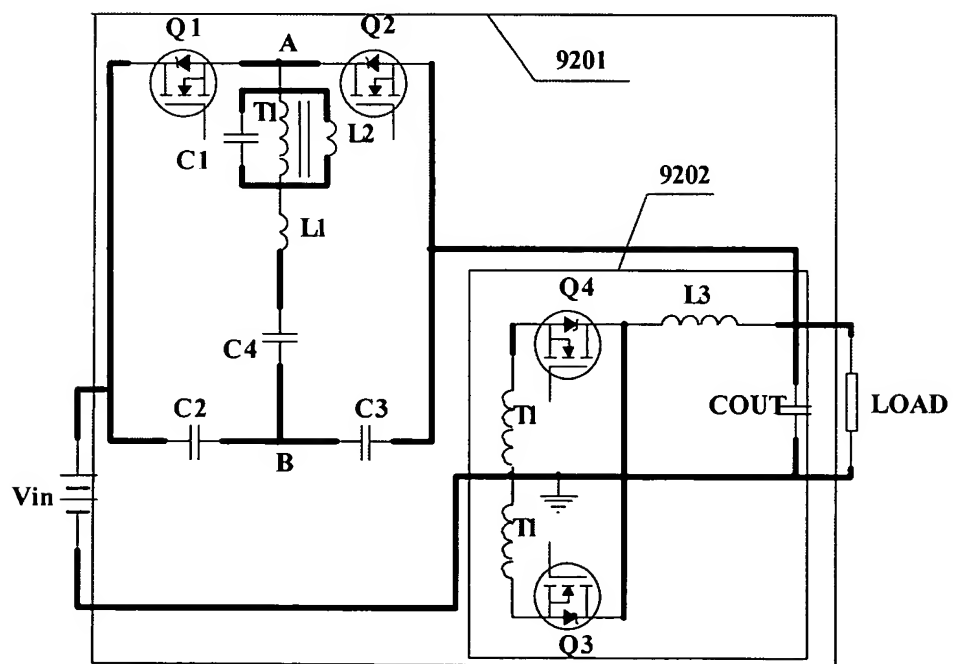 Q1
A
Q2
9201
T1
L2
C1
9202
L1
Q4
L3
C4
T1
COUT
LOAD
C2
C3
B
Vin
T1
Q3